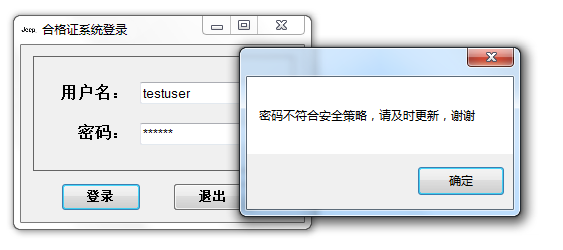 Jeep 合格证系统登录
用户名： testuser
密码： ******
登录 退出
密码不符合安全策略，请及时更新，谢谢
确定